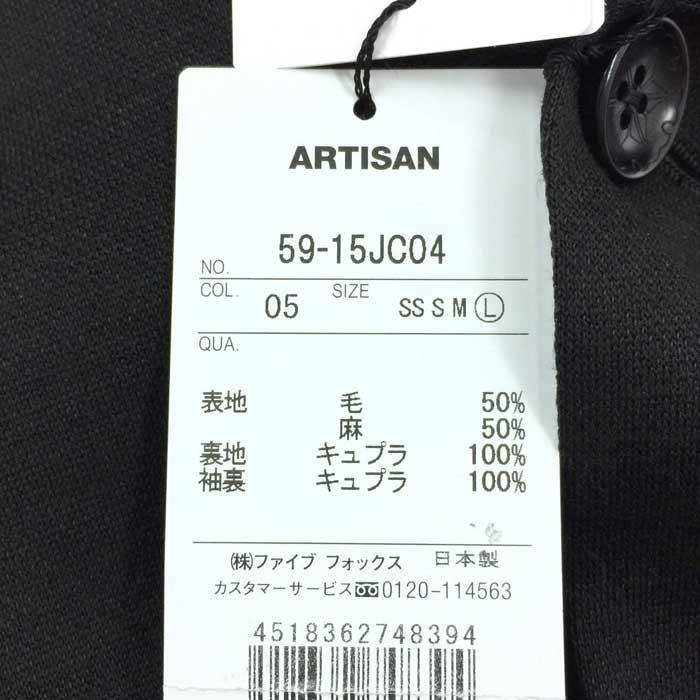 ARTISAN
NO. 59-15JC04
COL. 05 SIZE SS S M L
QUA.
表地 毛 50%
麻 50%
裏地 キュプラ 100%
袖裏 キュプラ 100%
㈱ファイブ フォックス 日本製
カスタマーサービス 0120-114563
4518362748394